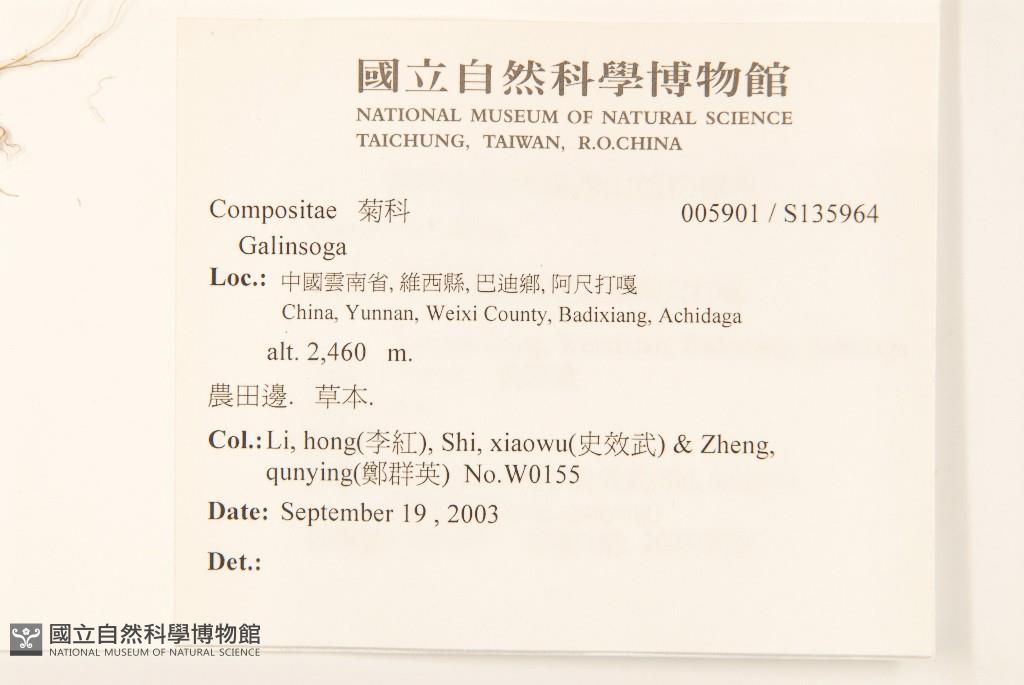 國立自然科學博物館
NATIONAL MUSEUM OF NATURAL SCIENCE
TAICHUNG, TAIWAN, R.O.CHINA
Compositae 菊科 005901 / S135964
Galinsoga
Loc.: 中國雲南省, 維西縣, 巴迪鄉, 阿尺打嘎
China, Yunnan, Weixi County, Badixiang, Achidaga
alt. 2,460 m.
農田邊. 草本.
Col.: Li, hong(李紅), Shi, xiaowu(史效武) & Zheng,
qunying(鄭群英) No.W0155
Date: September 19 , 2003
Det.:
國立自然科學博物館
NATIONAL MUSEUM OF NATURAL SCIENCE